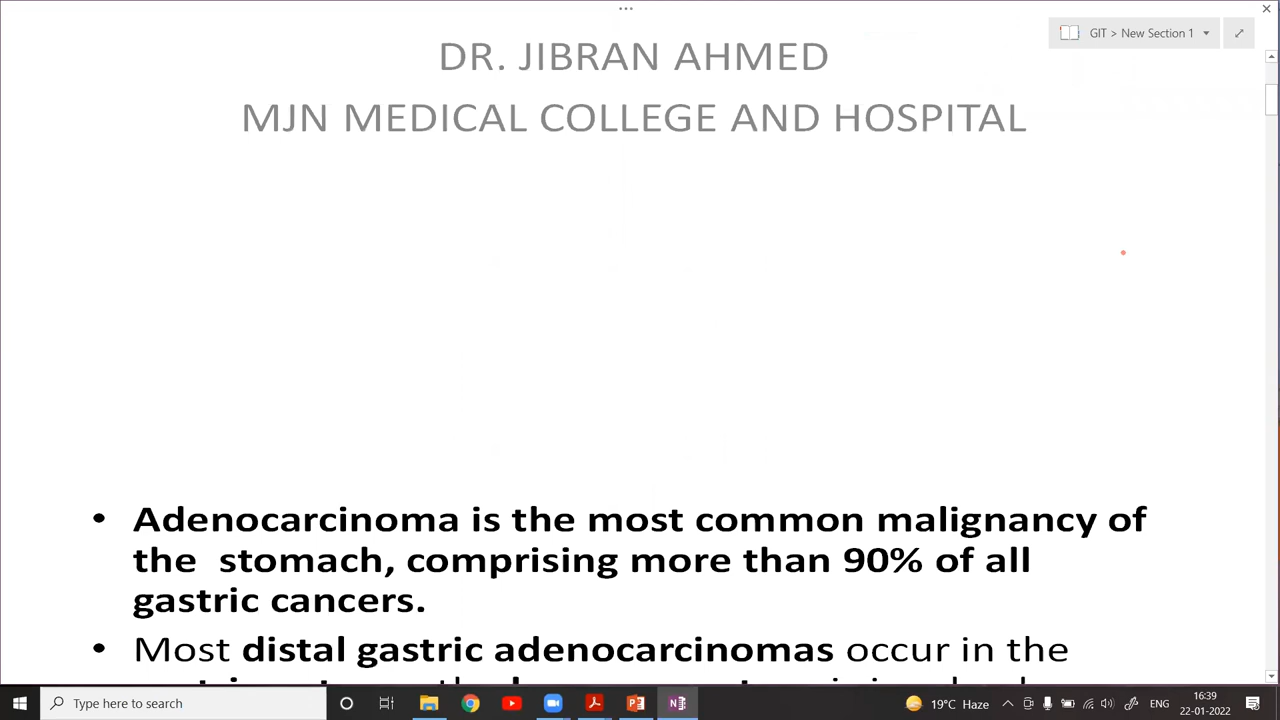 DR. JIBRAN AHMED
GIT > New Section 1
MJN MEDICAL COLLEGE AND HOSPITAL
• Adenocarcinoma is the most common malignancy of
the stomach, comprising more than 90% of all
gastric cancers.
• Most distal gastric adenocarcinomas occur in the
Type here to search
19°C Haze
ENG
16:39
22-01-2022